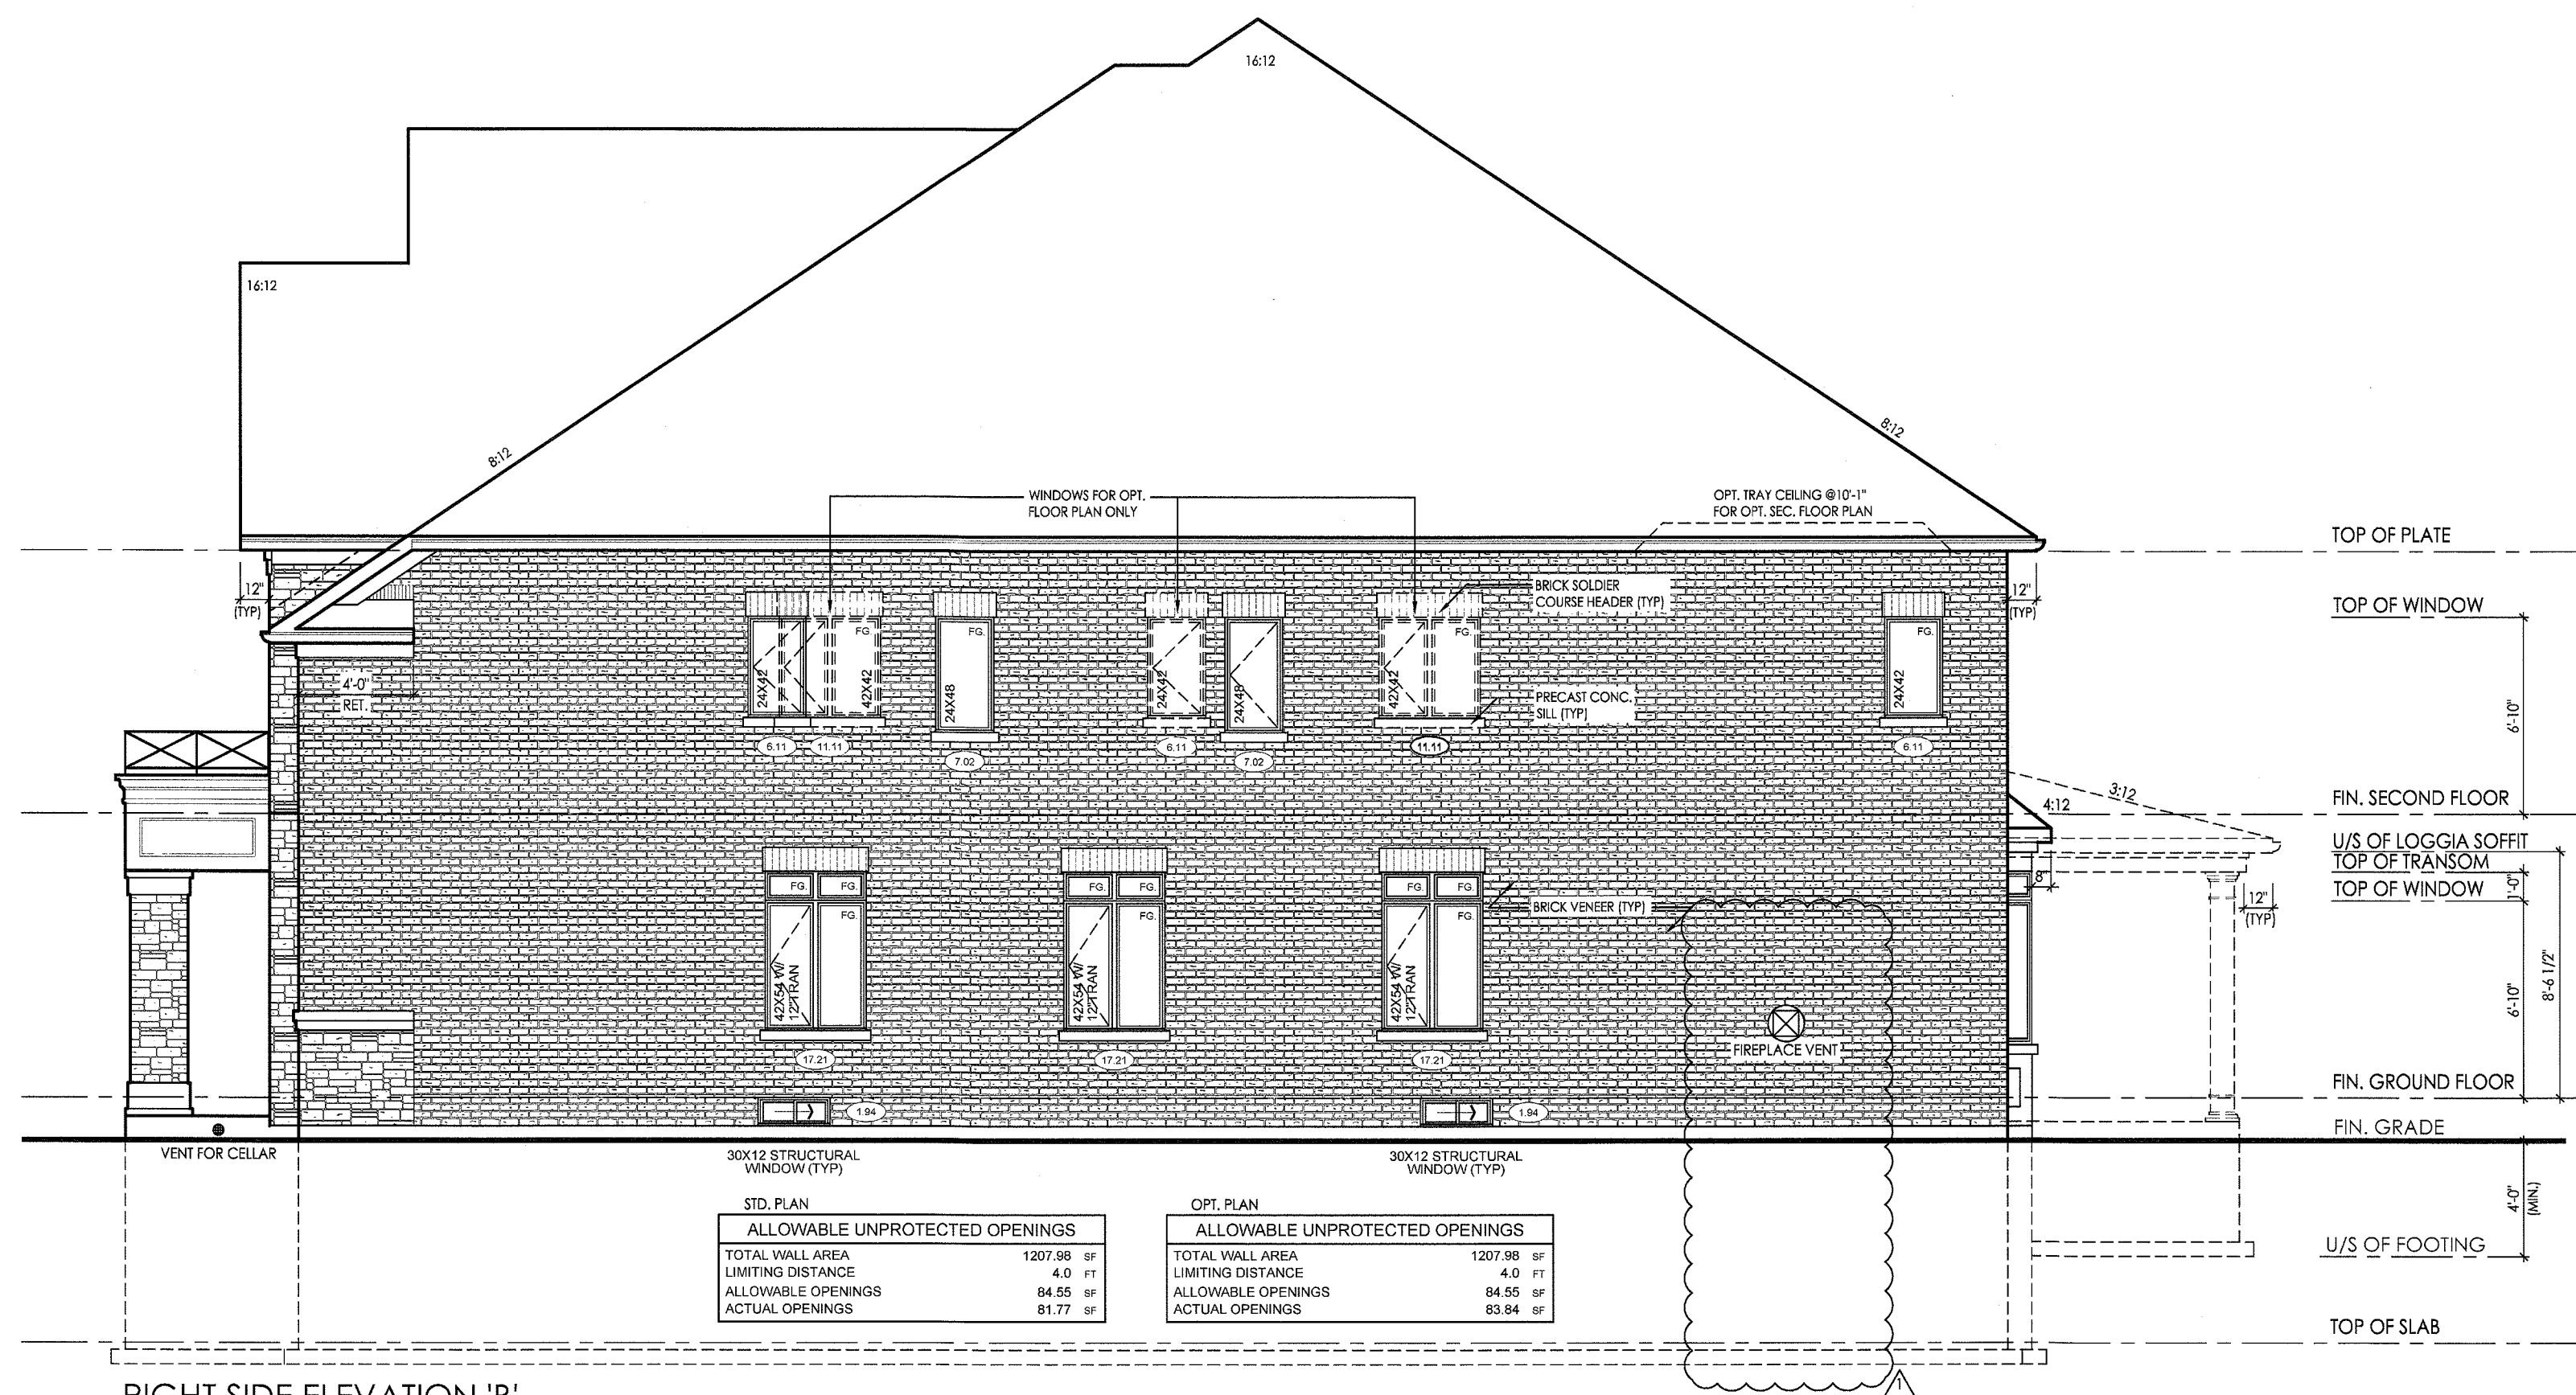 16:12
16:12
8:12
8:12
WINDOWS FOR OPT.
FLOOR PLAN ONLY
OPT. TRAY CEILING @10'-1"
FOR OPT. SEC. FLOOR PLAN
TOP OF PLATE
12"
(TYP)
BRICK SOLDIER
COURSE HEADER (TYP)
12"
(TYP)
TOP OF WINDOW
FG.
FG.
FG.
FG.
24X42
42X42
24X48
24X42
24X48
42X42
24X42
4'-0"
RET.
PRECAST CONC.
SILL (TYP)
6'-10"
6.11
11.11
7.02
6.11
7.02
11.11
6.11
3:12
4:12
FIN. SECOND FLOOR
U/S OF LOGGIA SOFFIT
TOP OF TRANSOM
8"
1'-0"
TOP OF WINDOW
FG.
FG.
FG.
FG.
FG.
FG.
FG.
FG.
FG.
BRICK VENEER (TYP)
12"
(TYP)
42X54 W/
12"TRAN
42X54 W/
12"TRAN
42X54 W/
12"TRAN
6'-10"
8'-6 1/2"
FIREPLACE VENT
17.21
17.21
17.21
FIN. GROUND FLOOR
1.94
1.94
FIN. GRADE
VENT FOR CELLAR
30X12 STRUCTURAL
WINDOW (TYP)
30X12 STRUCTURAL
WINDOW (TYP)
4'-0"
(MIN.)
STD. PLAN
ALLOWABLE UNPROTECTED OPENINGS
TOTAL WALL AREA 1207.98 SF
LIMITING DISTANCE 4.0 FT
ALLOWABLE OPENINGS 84.55 SF
ACTUAL OPENINGS 81.77 SF
OPT. PLAN
ALLOWABLE UNPROTECTED OPENINGS
TOTAL WALL AREA 1207.98 SF
LIMITING DISTANCE 4.0 FT
ALLOWABLE OPENINGS 84.55 SF
ACTUAL OPENINGS 83.84 SF
U/S OF FOOTING
TOP OF SLAB
RIGHT SIDE ELEVATION 'B'
1